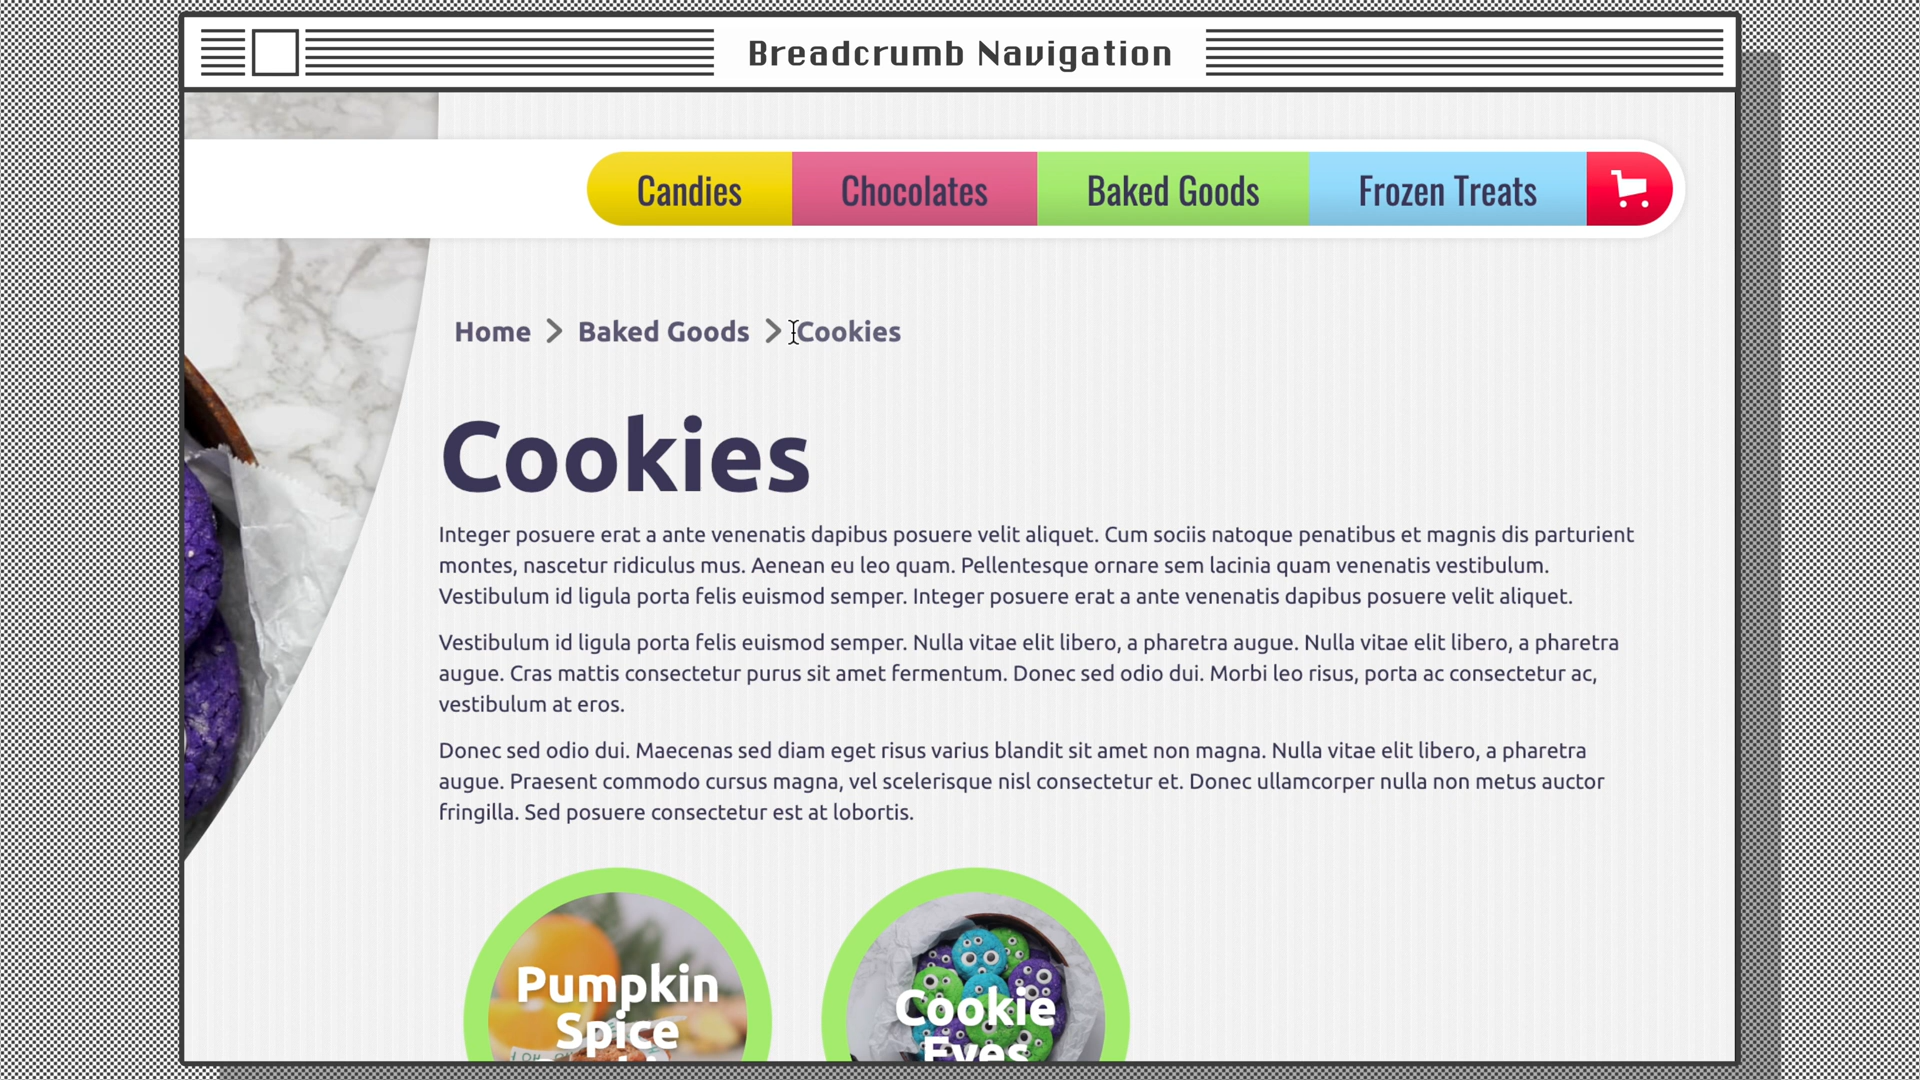 Breadcrumb Navigation
Candies
Chocolates
Baked Goods
Frozen Treats
Home > Baked Goods > Cookies
Cookies
Integer posuere erat a ante venenatis dapibus posuere velit aliquet. Cum sociis natoque penatibus et magnis dis parturient
montes, nascetur ridiculus mus. Aenean eu leo quam. Pellentesque ornare sem lacinia quam venenatis vestibulum.
Vestibulum id ligula porta felis euismod semper. Integer posuere erat a ante venenatis dapibus posuere velit aliquet.
Vestibulum id ligula porta felis euismod semper. Nulla vitae elit libero, a pharetra augue. Nulla vitae elit libero, a pharetra
augue. Cras mattis consectetur purus sit amet fermentum. Donec sed odio dui. Morbi leo risus, porta ac consectetur ac,
vestibulum at eros.
Donec sed odio dui. Maecenas sed diam eget risus varius blandit sit amet non magna. Nulla vitae elit libero, a pharetra
augue. Praesent commodo cursus magna, vel scelerisque nisl consectetur et. Donec ullamcorper nulla non metus auctor
fringilla. Sed posuere consectetur est at lobortis.
Pumpkin
Spice
Cookie
Eyes